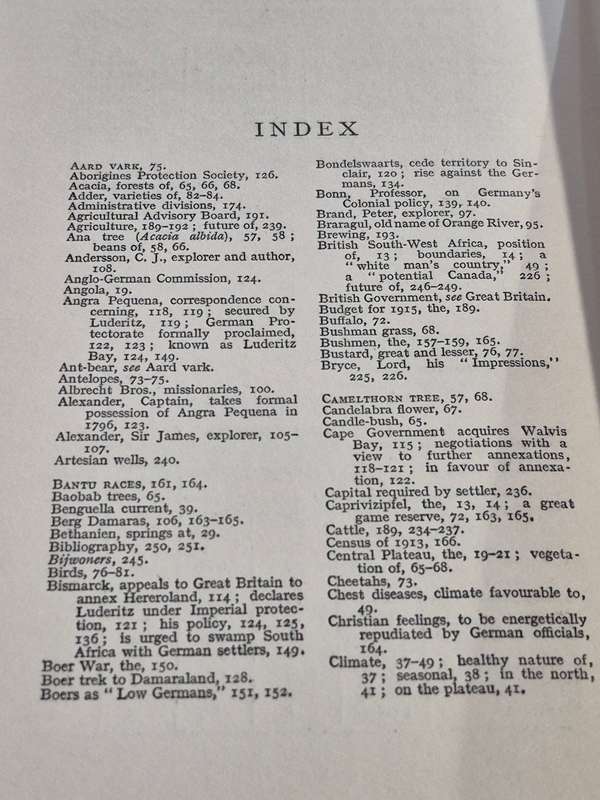 INDEX
AARD VARK, 75.
Aborigines Protection Society, 126.
Acacia, forests of, 65, 66, 68.
Adder, varieties of, 82-84.
Administrative divisions, 174.
Agricultural Advisory Board, 191.
Agriculture, 189-192 ; future of, 239.
Ana tree (Acacia albida), 57, 58 ;
beans of, 58, 66.
Andersson, C. J., explorer and author,
108.
Anglo-German Commission, 124.
Angola, 19.
Angra Pequena, correspondence con-
cerning, 118, 119 ; secured by
Luderitz, 119 ; German Pro-
tectorate formally proclaimed,
122, 123 ; known as Luderitz
Bay, 124, 149.
Ant-bear, see Aard vark.
Antelopes, 73-75.
Albrecht Bros., missionaries, 100.
Alexander, Captain, takes formal
possession of Angra Pequena in
1796, 123.
Alexander, Sir James, explorer, 105-
107.
Artesian wells, 240.
BANTU RACES, 161, 164.
Baobab trees, 65.
Benguella current, 39.
Berg Damaras, 106, 163-165.
Bethanien, springs at, 29.
Bibliography, 250, 251.
Bijwoners, 245.
Birds, 76-81.
Bismarck, appeals to Great Britain to
annex Hereroland, 114 ; declares
Luderitz under Imperial protec-
tion, 121 ; his policy, 124, 125,
136 ; is urged to swamp South
Africa with German settlers, 149.
Boer War, the, 150.
Boer trek to Damaraland, 128.
Boers as "Low Germans," 151, 152.
Bondelswaarts, cede territory to Sin-
clair, 120 ; rise against the Ger-
mans, 134.
Bonn, Professor, on Germany's
Colonial policy, 139, 140.
Brand, Peter, explorer, 97.
Braragul, old name of Orange River, 95.
Brewing, 193.
British South-West Africa, position
of, 13 ; boundaries, 14 ; a
"white man's country," 49 ;
a "potential Canada," 226 ;
future of, 246-249.
British Government, see Great Britain.
Budget for 1915, the, 189.
Buffalo, 72.
Bushman grass, 68.
Bushmen, the, 157-159, 165.
Bustard, great and lesser, 76, 77.
Bryce, Lord, his "Impressions,"
225, 226.
CAMELTHORN TREE, 57, 68.
Candelabra flower, 67.
Candle-bush, 65.
Cape Government acquires Walvis
Bay, 115 ; negotiations with a
view to further annexations,
118-121 ; in favour of annexa-
tion, 122.
Capital required by settler, 236.
Caprivizipfel, the, 13, 14 ; a great
game reserve, 72, 163, 165.
Cattle, 189, 234-237.
Census of 1913, 166.
Central Plateau, the, 19-21 ; vegeta-
tion of, 65-68.
Cheetahs, 73.
Chest diseases, climate favourable to,
49.
Christian feelings, to be energetically
repudiated by German officials,
164.
Climate, 37-49 ; healthy nature of,
37 ; seasonal, 38 ; in the north,
41 ; on the plateau, 41.